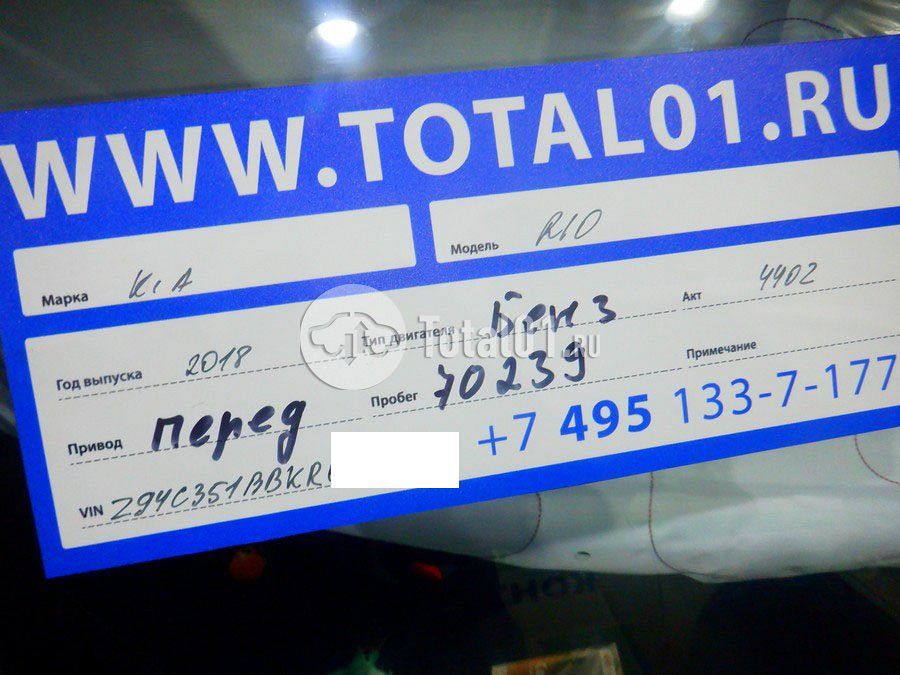 WWW.TOTAL01.RU
Марка KIA Модель RIO
Год выпуска 2018 Тип двигателя Бенз Акт 4402
Привод перед Пробег 70239 Примечание
VIN Z94C351BBKR +7 495 133-7-177
Total01.ru